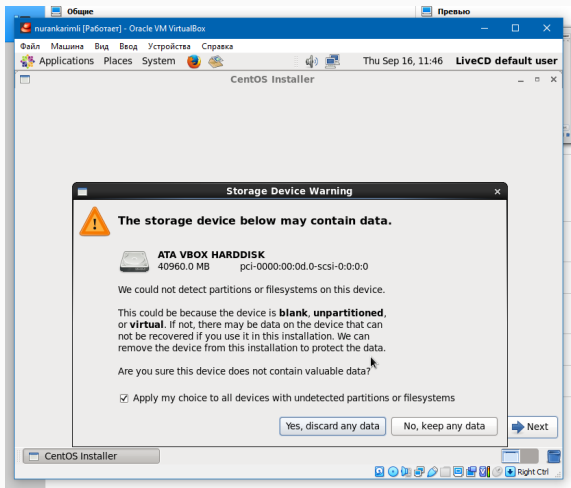 Общие
Превью
nurankarimli [Работает] - Oracle VM VirtualBox
Файл Машина Вид Ввод Устройства Справка
Applications Places System Thu Sep 16, 11:46 LiveCD default user
CentOS Installer
Storage Device Warning
The storage device below may contain data.
ATA VBOX HARDDISK
40960.0 MB pci-0000:00:0d.0-scsi-0:0:0:0
We could not detect partitions or filesystems on this device.
This could be because the device is blank, unpartitioned,
or virtual. If not, there may be data on the device that can
not be recovered if you use it in this installation. We can
remove the device from this installation to protect the data.
Are you sure this device does not contain valuable data?
Apply my choice to all devices with undetected partitions or filesystems
Yes, discard any data No, keep any data
Next
CentOS Installer
Right Ctrl